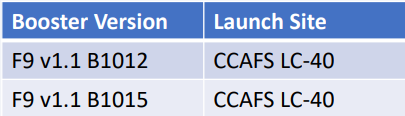 Booster Version Launch Site
F9 v1.1 B1012 CCAFS LC-40
F9 v1.1 B1015 CCAFS LC-40